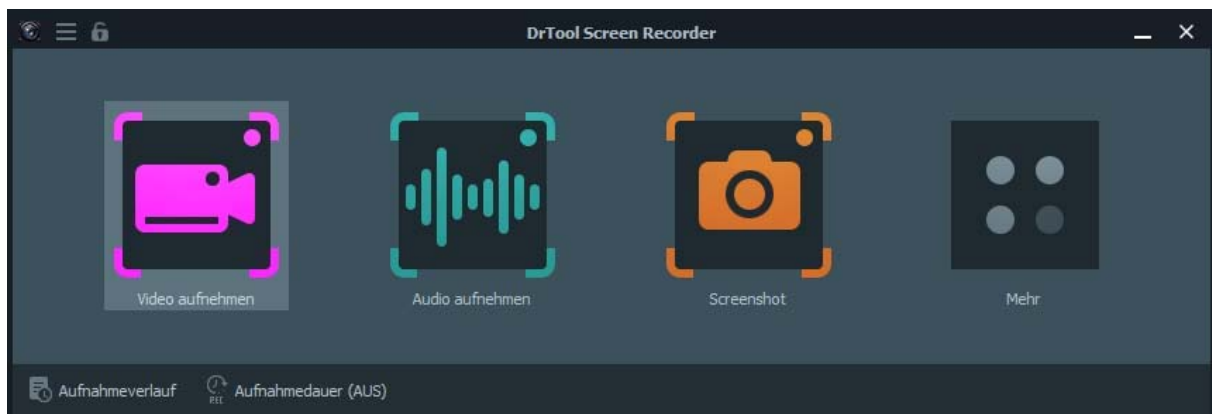 DrTool Screen Recorder
Video aufnehmen
Audio aufnehmen
Screenshot
Mehr
Aufnahmeverlauf
Aufnahmedauer (AUS)